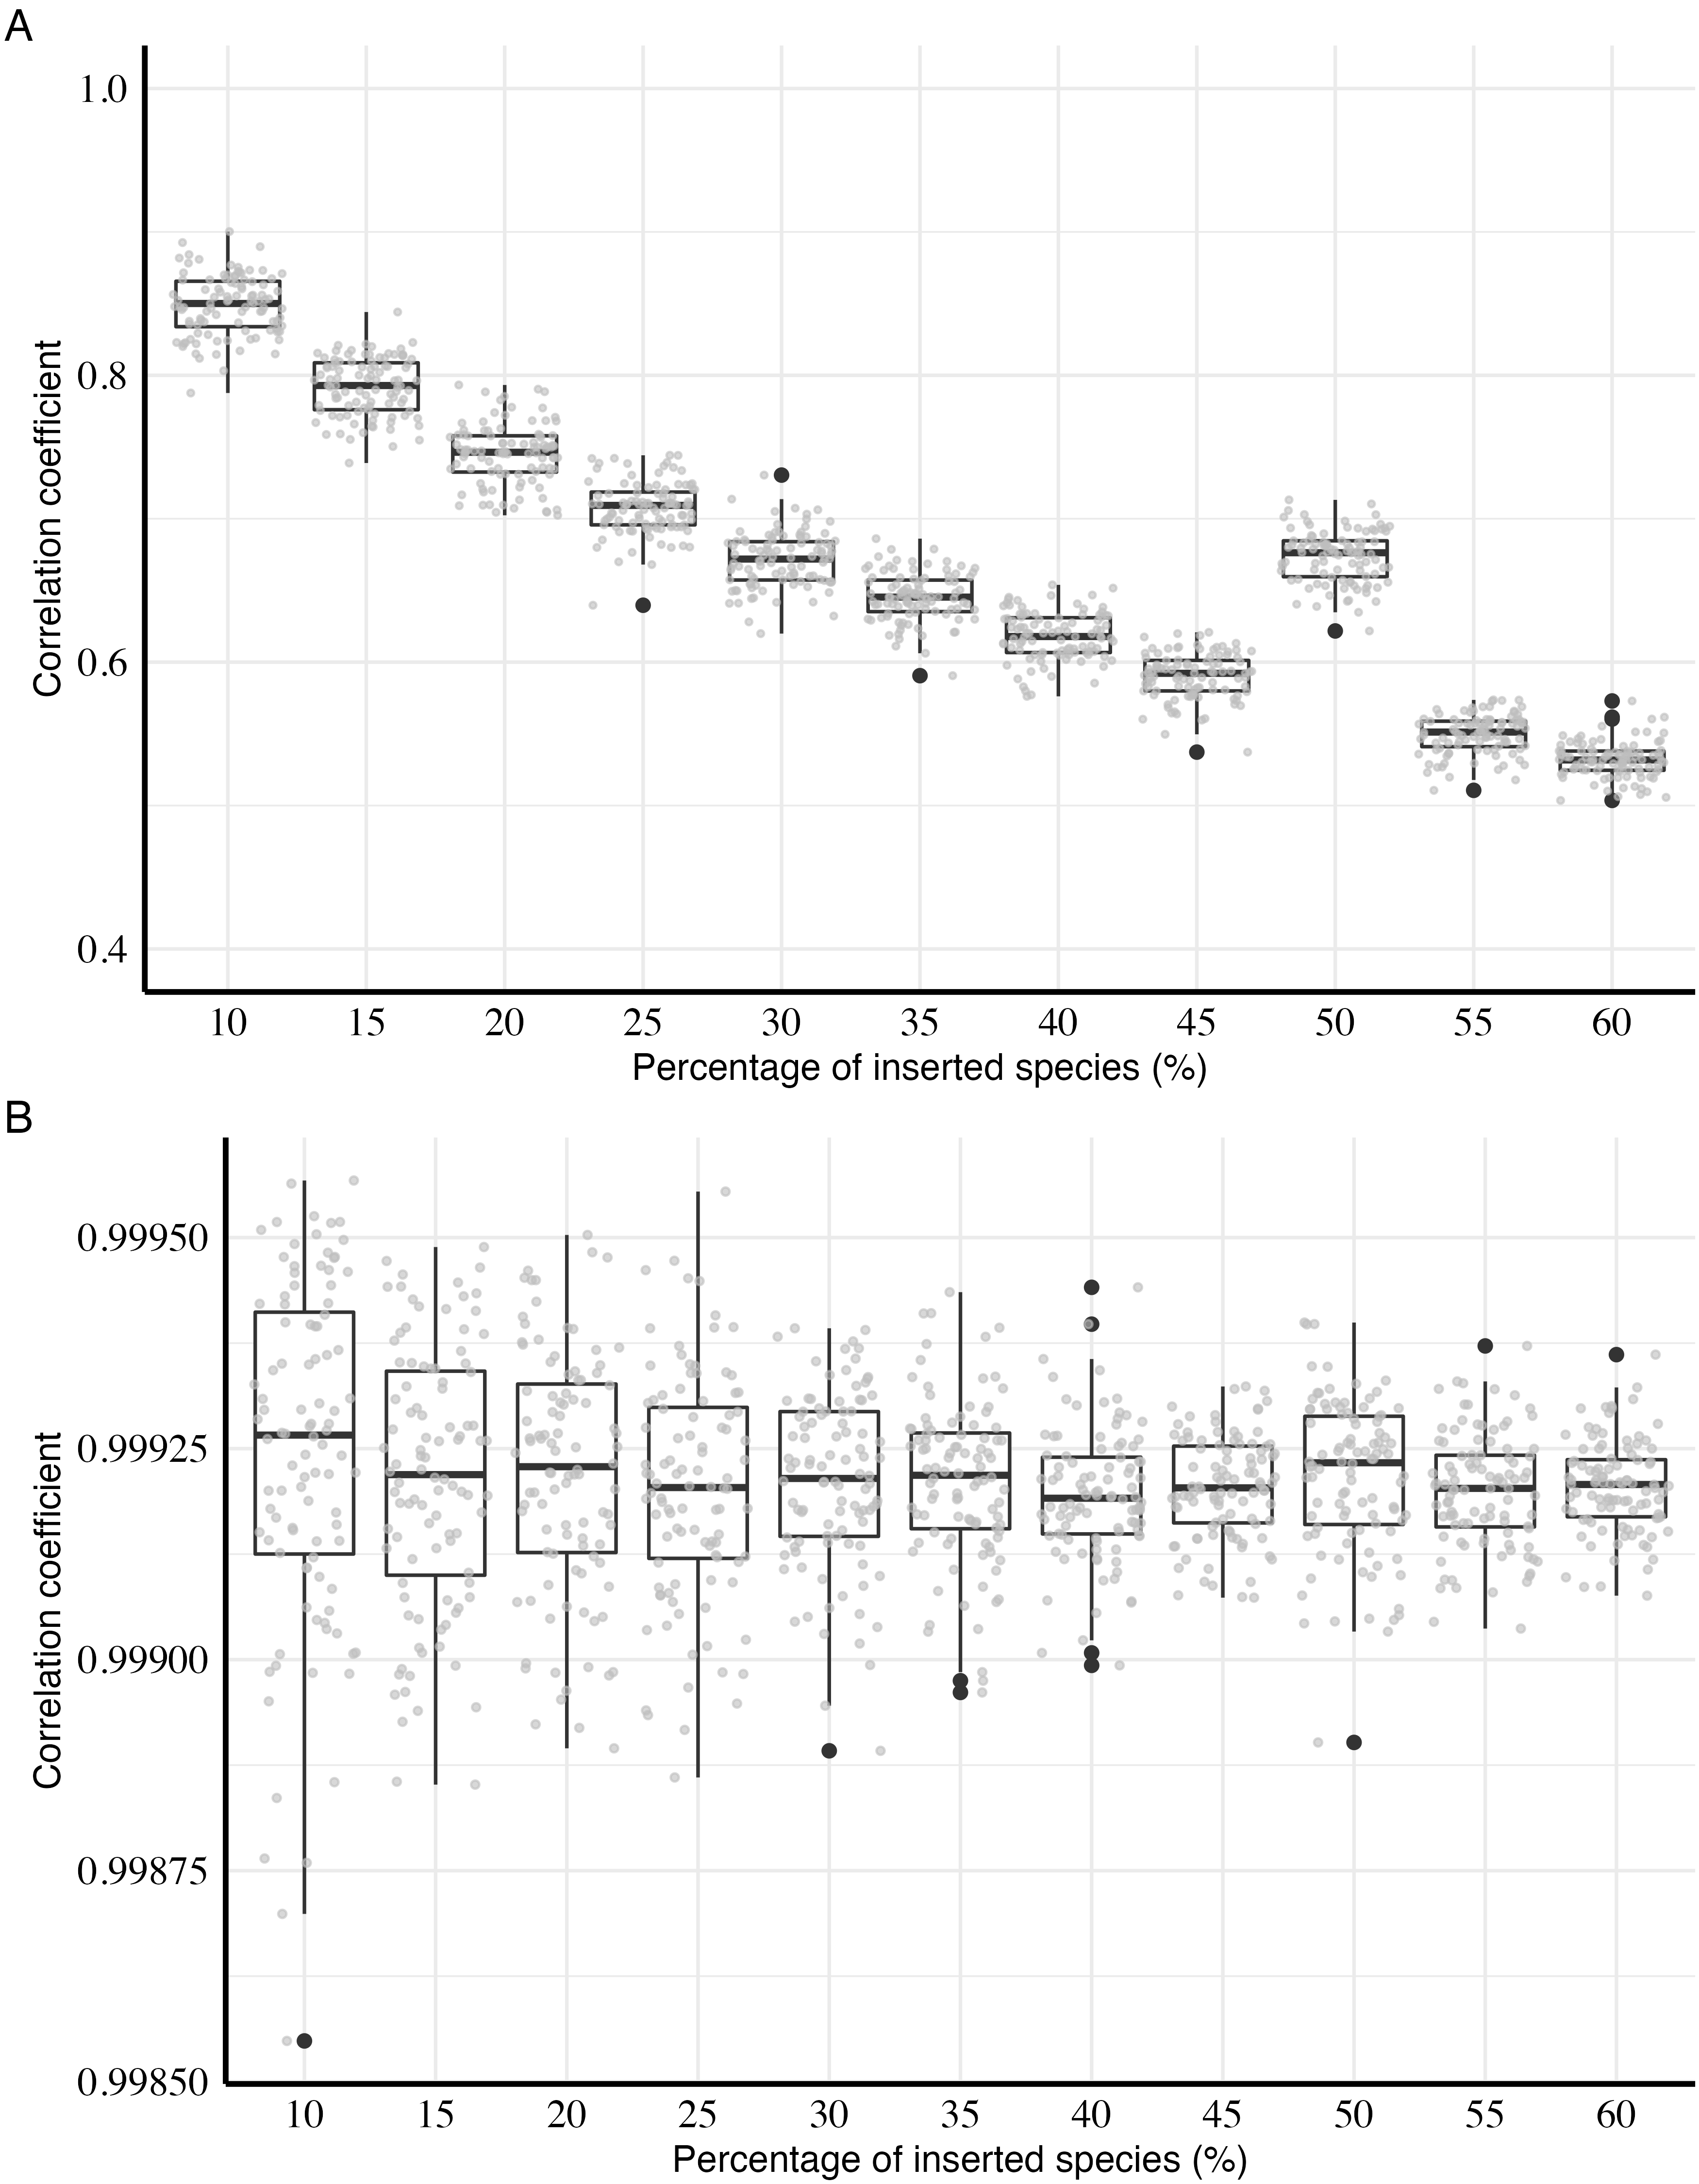 A
1.0
0.8
0.6
0.4
Correlation coefficient
10 15 20 25 30 35 40 45 50 55 60
Percentage of inserted species (%)
B
0.99950
0.99925
0.99900
0.99875
0.99850
Correlation coefficient
10 15 20 25 30 35 40 45 50 55 60
Percentage of inserted species (%)